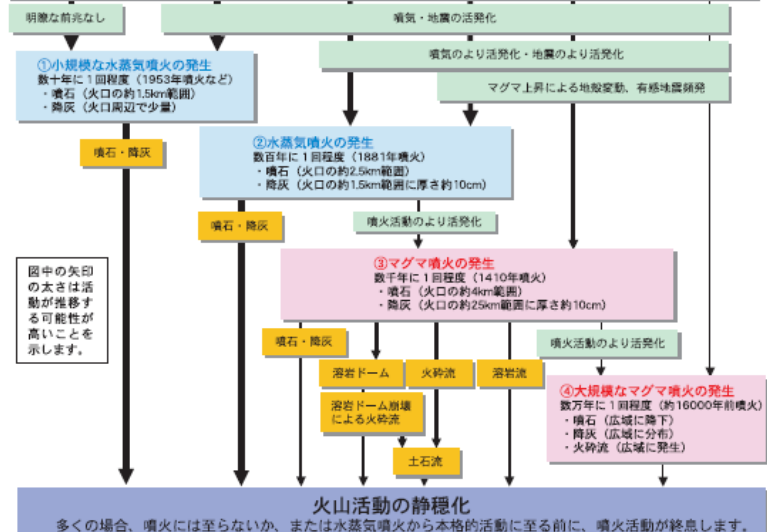 明瞭な前兆なし
噴気・地震の活発化
噴気のより活発化・地震のより活発化
マグマ上昇による地殻変動、有感地震頻発
①小規模な水蒸気噴火の発生
数十年に１回程度（1953年噴火など）
・噴石（火口の約1.5km範囲）
・降灰（火口周辺で少量）
噴石・降灰
②水蒸気噴火の発生
数百年に１回程度（1881年噴火）
・噴石（火口の約2.5km範囲）
・降灰（火口の約1.5km範囲に厚さ約10cm）
噴石・降灰
噴火活動のより活発化
③マグマ噴火の発生
数千年に１回程度（1410年噴火）
・噴石（火口の約4km範囲）
・降灰（火口の約25km範囲に厚さ約10cm）
図中の矢印
の太さは活
動が推移す
る可能性が
高いことを
示します。
噴石・降灰
噴火活動のより活発化
溶岩ドーム
火砕流
溶岩流
溶岩ドーム崩壊
による火砕流
土石流
④大規模なマグマ噴火の発生
数万年に１回程度（約16000年前噴火）
・噴石（広域に降下）
・降灰（広域に分布）
・火砕流（広域に発生）
火山活動の静穏化
多くの場合、噴火には至らないか、または水蒸気噴火から本格的活動に至る前に、噴火活動が終息します。